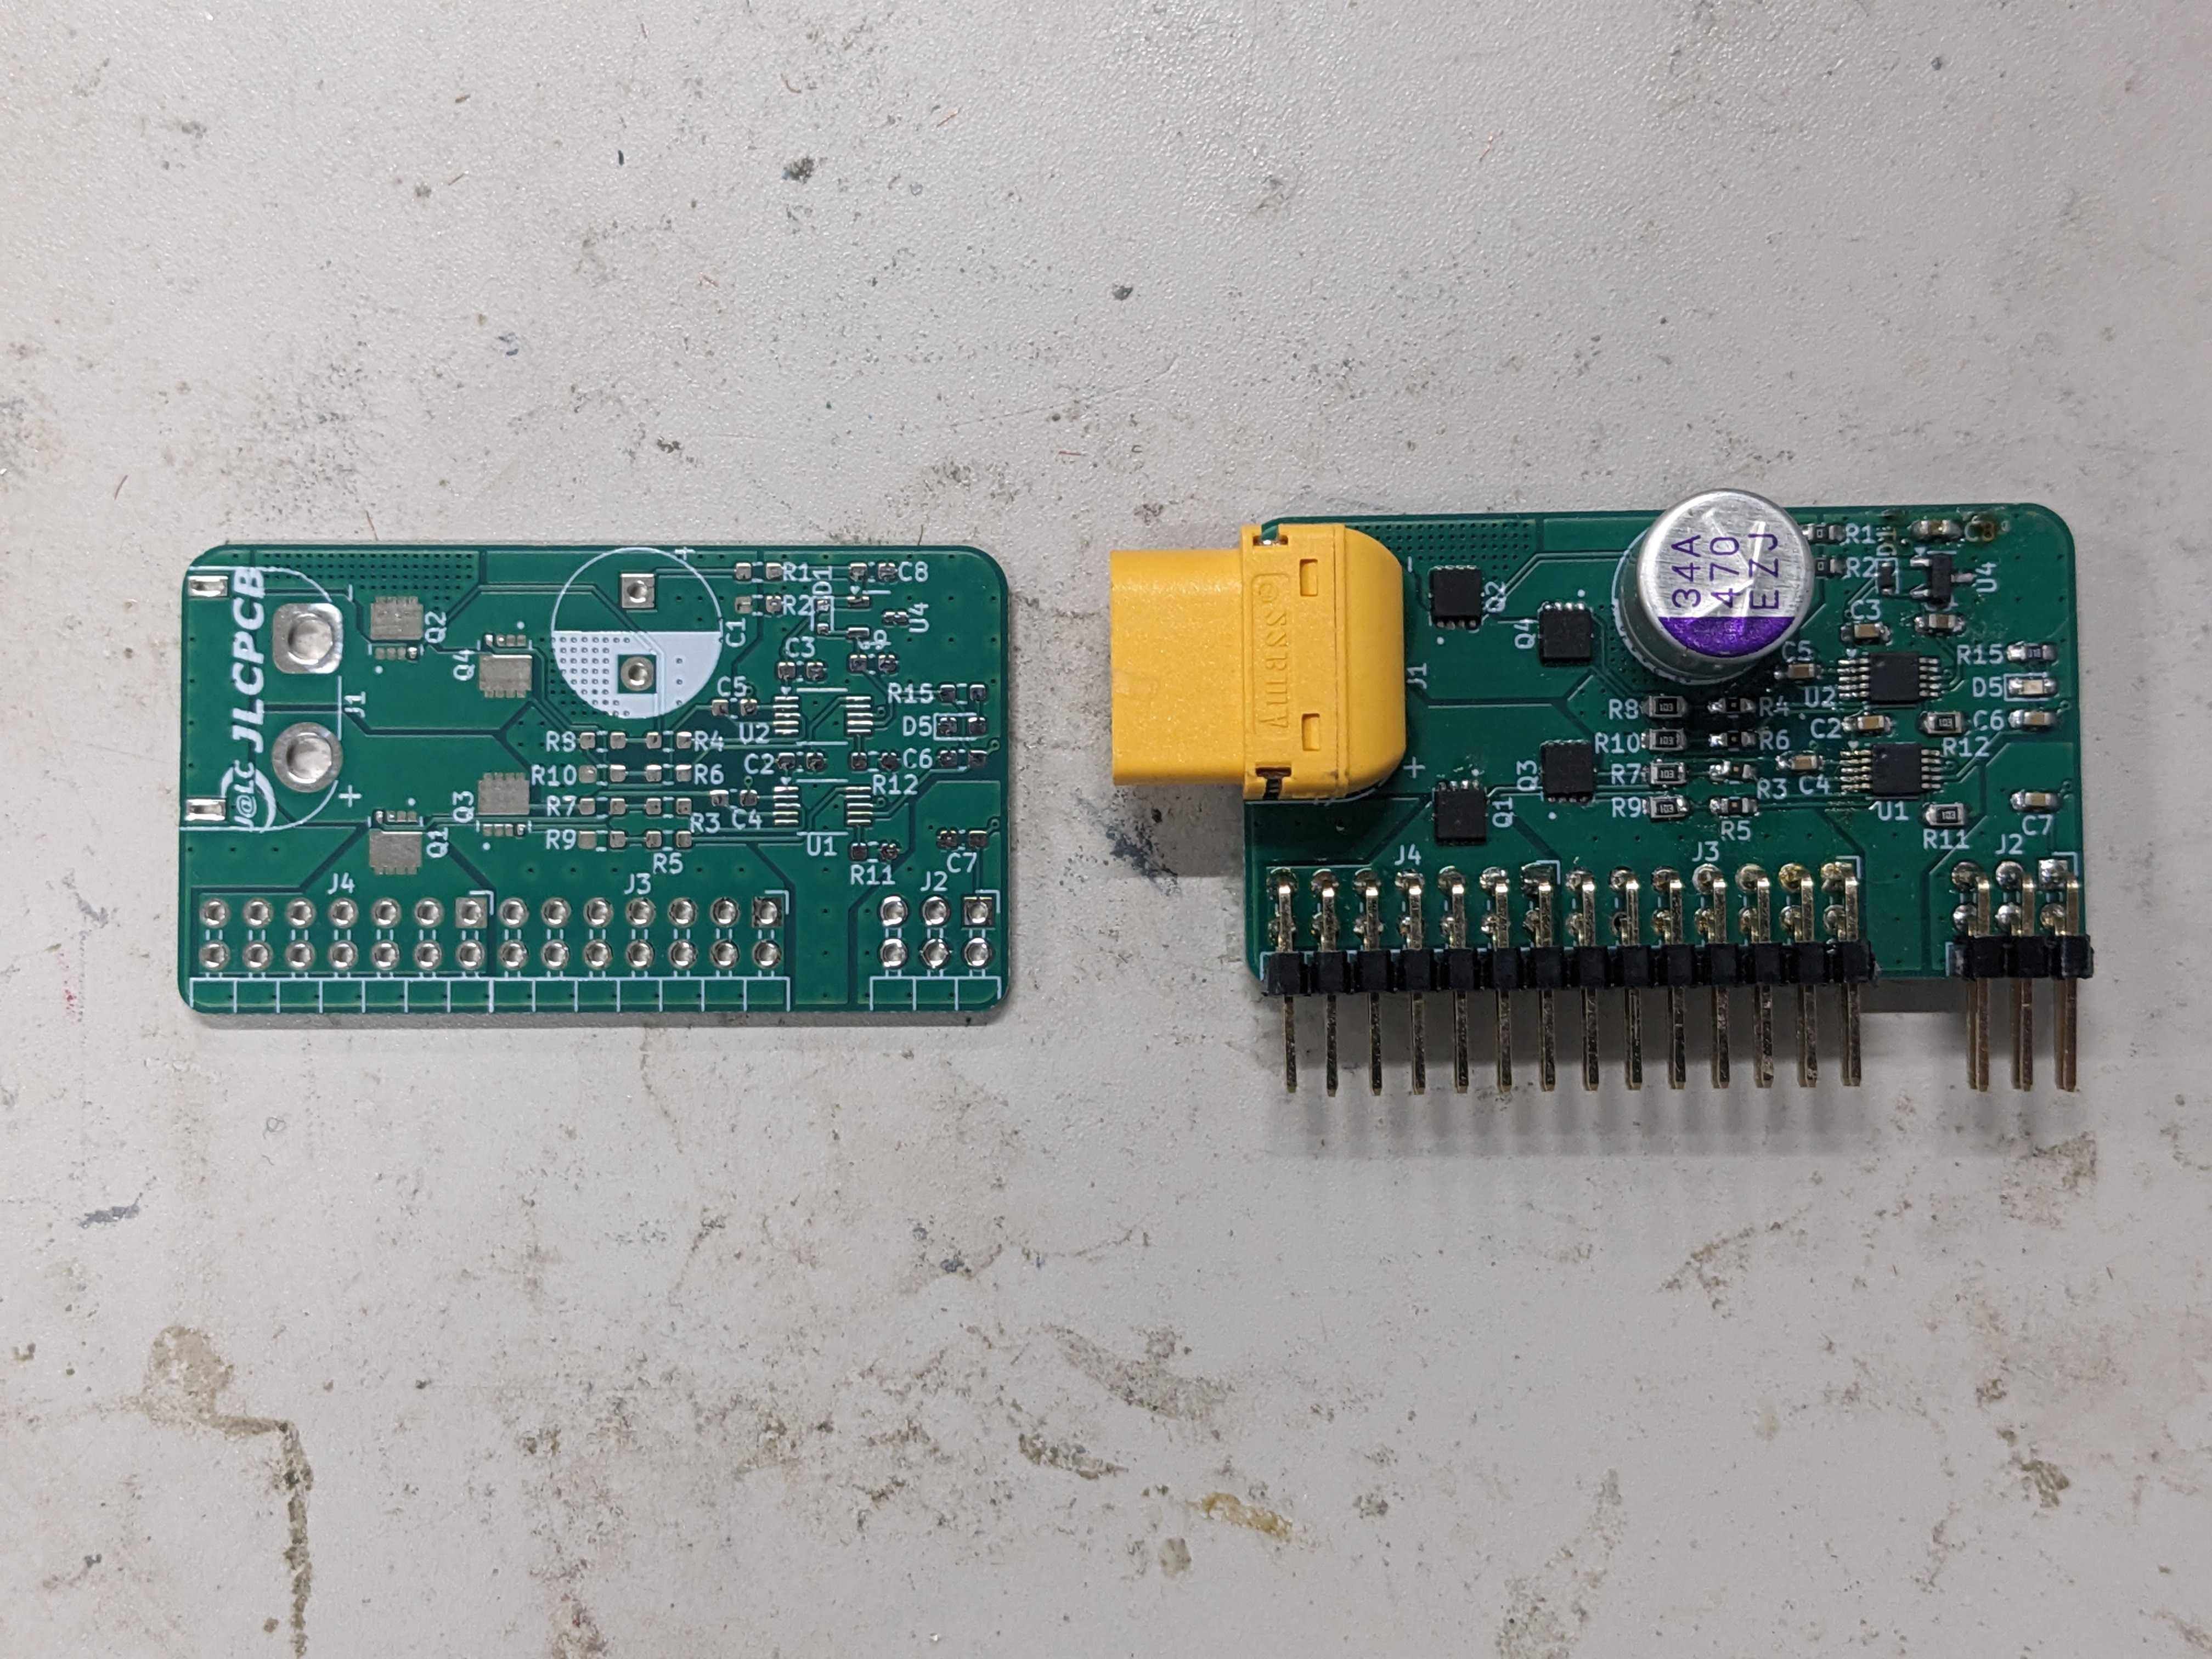 J@LC JLCPCB
J1
+
Q2
Q4
Q3
Q1
+
C1
R1
R2
D1
C8
U4
C9
C3
C5
U2
R15
D5
C6
R8
R4
R10
R6
C2
R12
R7
R3
C4
R9
R5
U1
R11
C7
J4
J3
J2
J1
-
+
Q2
Q4
Q3
Q1
34A
470
EZJ
R1
R2
D1
C8
U4
C3
C5
U2
R15
D5
C6
R8
R4
R10
R6
C2
R12
R7
R3
C4
R9
R5
U1
R11
C7
J4
J3
J2